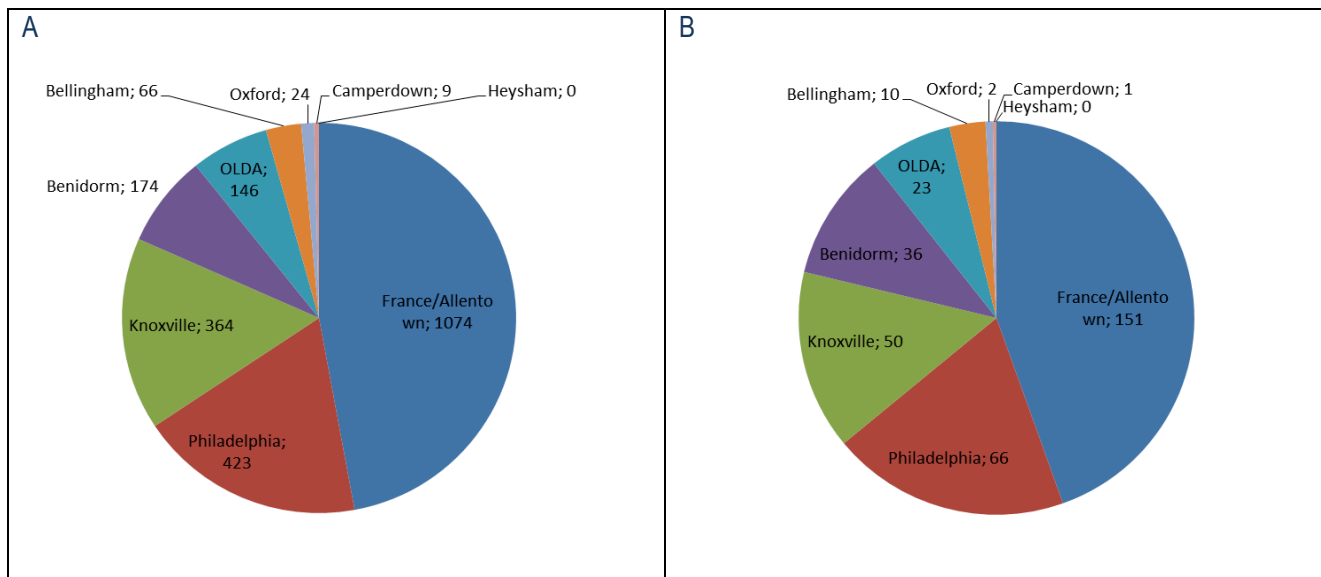 A
Bellingham; 66
Oxford; 24
Camperdown; 9
Heysham; 0
OLDA;
146
Benidorm; 174
France/Allento
wn; 1074
Knoxville; 364
Philadelphia;
423
B
Bellingham; 10
Oxford; 2
Camperdown; 1
Heysham; 0
OLDA;
23
Benidorm; 36
France/Allento
wn; 151
Knoxville; 50
Philadelphia; 66